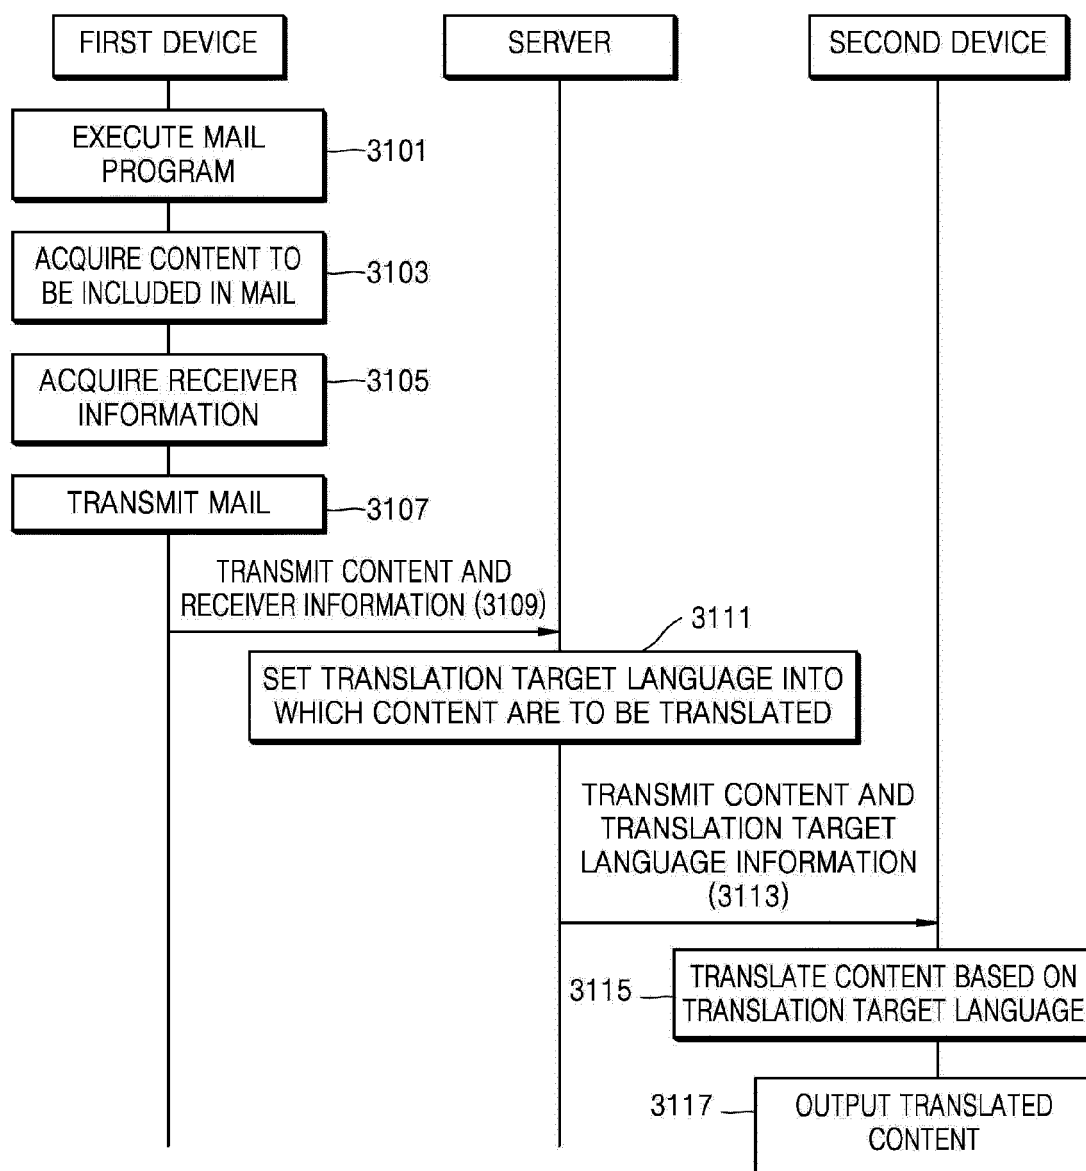 FIRST DEVICE
SERVER
SECOND DEVICE
EXECUTE MAIL
PROGRAM
3101
ACQUIRE CONTENT TO
BE INCLUDED IN MAIL
3103
ACQUIRE RECEIVER
INFORMATION
3105
TRANSMIT MAIL
3107
TRANSMIT CONTENT AND
RECEIVER INFORMATION (3109)
3111
SET TRANSLATION TARGET LANGUAGE INTO
WHICH CONTENT ARE TO BE TRANSLATED
TRANSMIT CONTENT AND
TRANSLATION TARGET
LANGUAGE INFORMATION
(3113)
3115
TRANSLATE CONTENT BASED ON
TRANSLATION TARGET LANGUAGE
3117
OUTPUT TRANSLATED
CONTENT